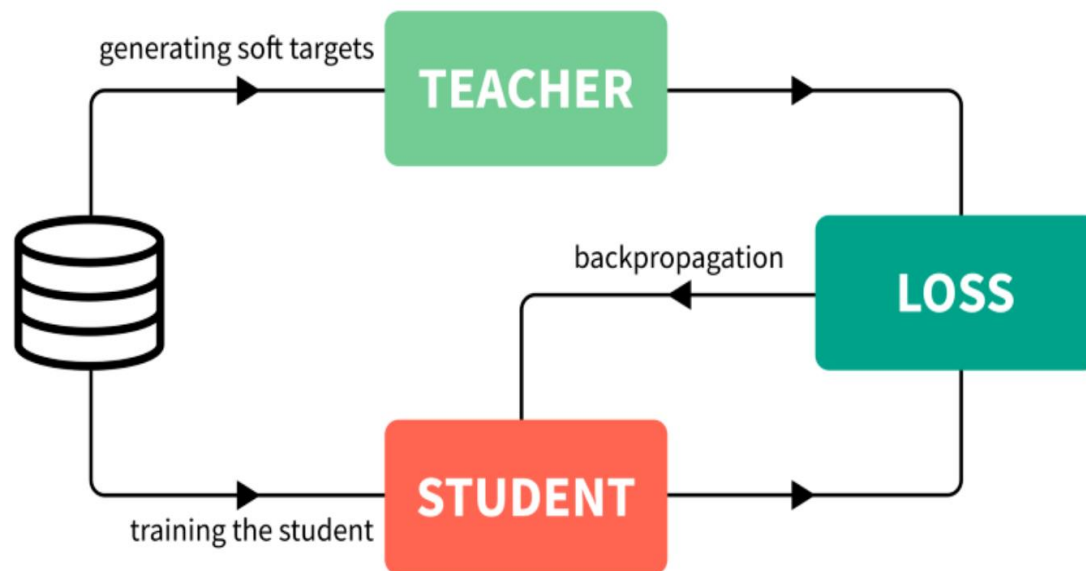 generating soft targets
TEACHER
backpropagation
LOSS
STUDENT
training the student